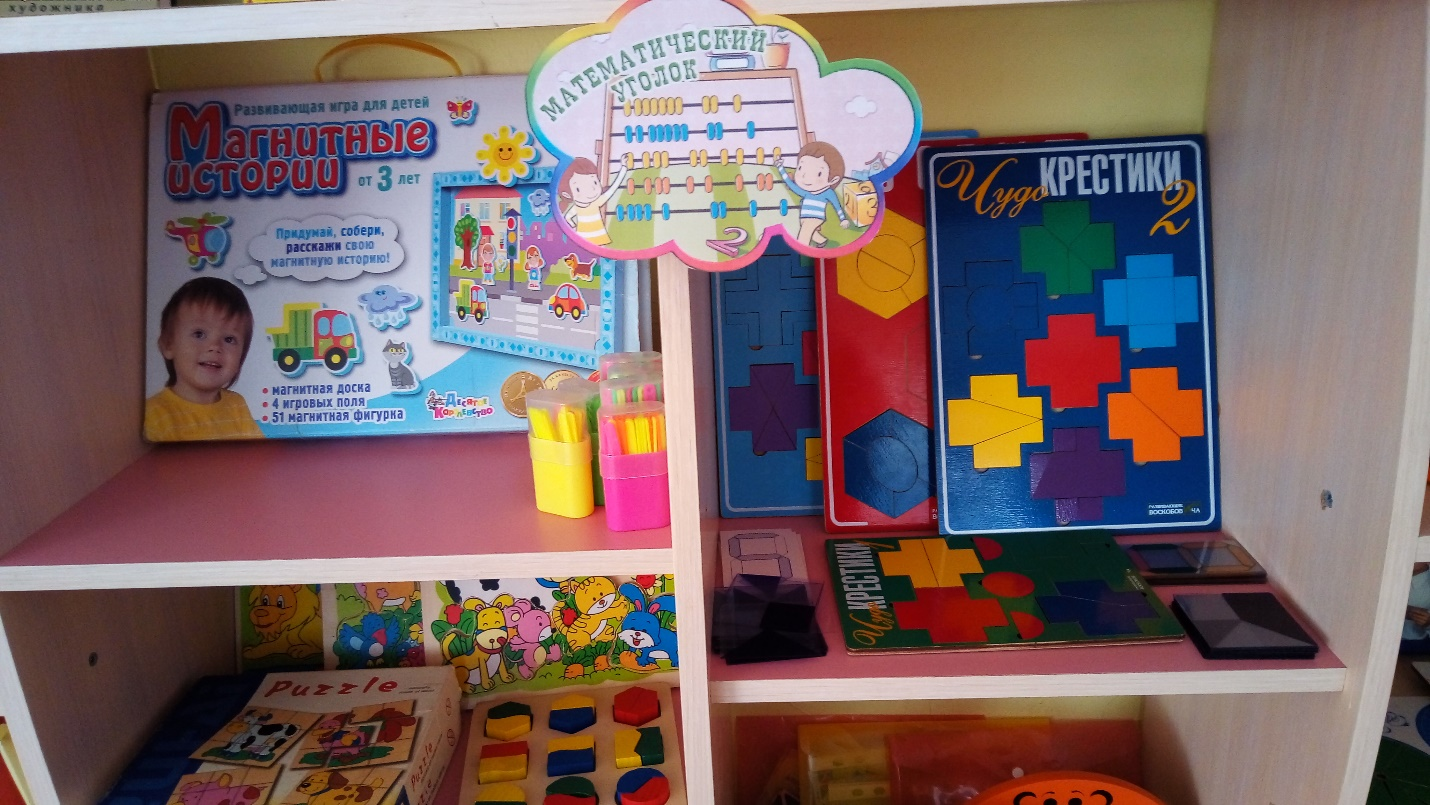 художника
Развивающая игра для детей
Магнитные
истории
от 3 лет
Придумай, собери,
расскажи свою
магнитную историю!
• магнитная доска
• 4 игровых поля
• 51 магнитная фигурка
Десятое
Королевство
МАТЕМАТИЧЕСКИЙ
УГОЛОК
Чудо КРЕСТИКИ
2
Чудо КРЕСТИКИ
Puzzle
Puzzle